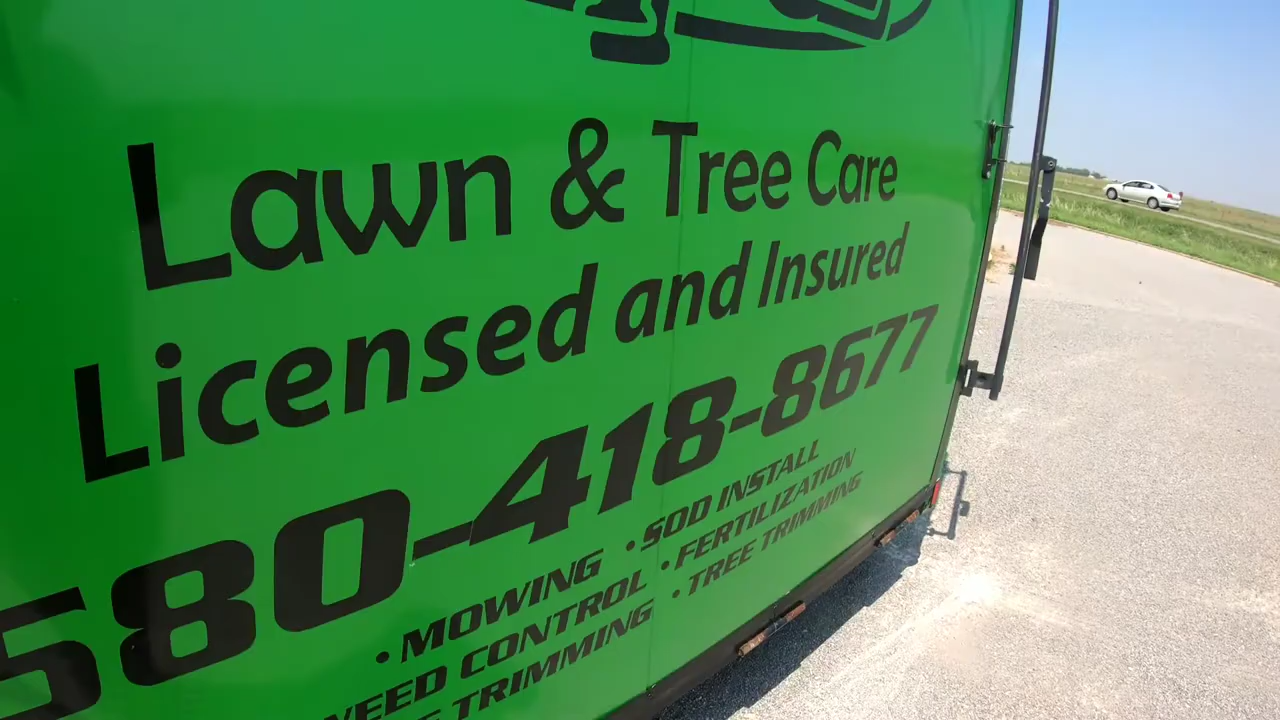 Lawn & Tree Care
Licensed and Insured
580-418-8677
• MOWING • SOD INSTALL
WEED CONTROL • FERTILIZATION
TRIMMING • TREE TRIMMING